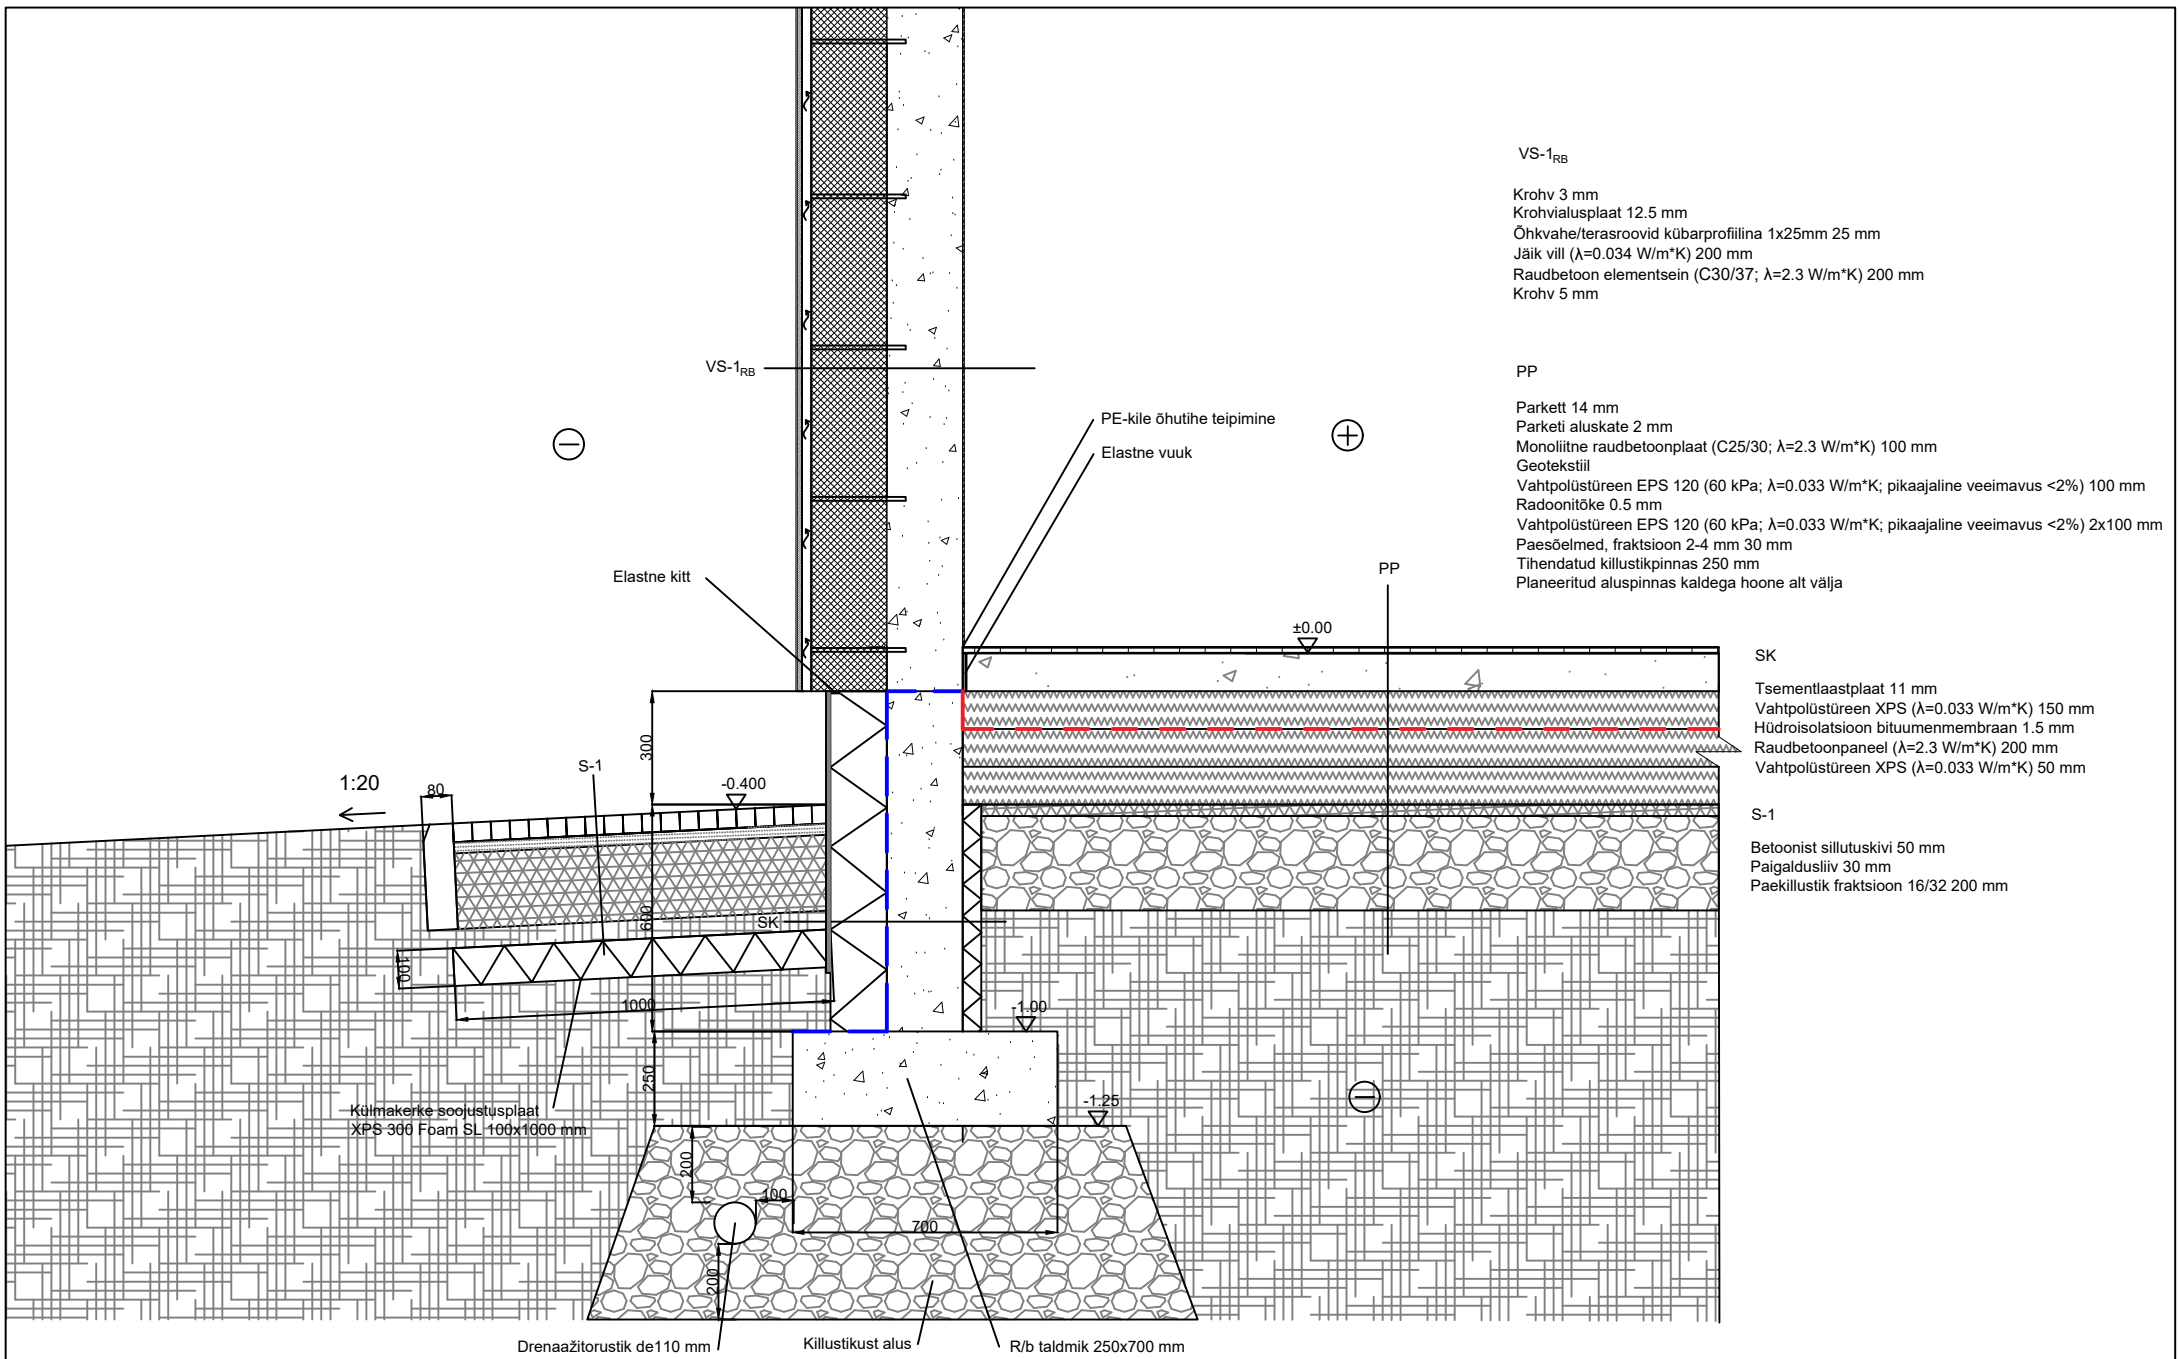 VS-1RB
Krohv 3 mm
Krohvialusplaat 12.5 mm
Õhkvahe/terasroovid kübarprofiilina 1x25mm 25 mm
Jäik vill (λ=0.034 W/m*K) 200 mm
Raudbetoon elementsein (C30/37; λ=2.3 W/m*K) 200 mm
Krohv 5 mm
PP
Parkett 14 mm
Parketi aluskate 2 mm
Monoliitne raudbetoonplaat (C25/30; λ=2.3 W/m*K) 100 mm
Geotekstiil
Vahtpolüstüreen EPS 120 (60 kPa; λ=0.033 W/m*K; pikaajaline veeimavus <2%) 100 mm
Radoonitõke 0.5 mm
Vahtpolüstüreen EPS 120 (60 kPa; λ=0.033 W/m*K; pikaajaline veeimavus <2%) 2x100 mm
Paesõelmed, fraktsioon 2-4 mm 30 mm
Tihendatud killustikpinnas 250 mm
Planeeritud aluspinnas kaldega hoone alt välja
SK
Tsementlaastplaat 11 mm
Vahtpolüstüreen XPS (λ=0.033 W/m*K) 150 mm
Hüdroisolatsioon bituumenmembraan 1.5 mm
Raudbetoonpaneel (λ=2.3 W/m*K) 200 mm
Vahtpolüstüreen XPS (λ=0.033 W/m*K) 50 mm
S-1
Betoonist sillutuskivi 50 mm
Paigaldusliiv 30 mm
Paekillustik fraktsioon 16/32 200 mm
VS-1RB
PE-kile õhutihe teipimine
Elastne vuuk
Elastne kitt
PP
±0.00
300
S-1
1:20
80
-0.400
600
SK
100
1000
-1.00
250
Külmakerke soojustusplaat
XPS 300 Foam SL 100x1000 mm
-1.25
200
100
700
200
Drenaažitorustik de110 mm
Killustikust alus
R/b taldmik 250x700 mm